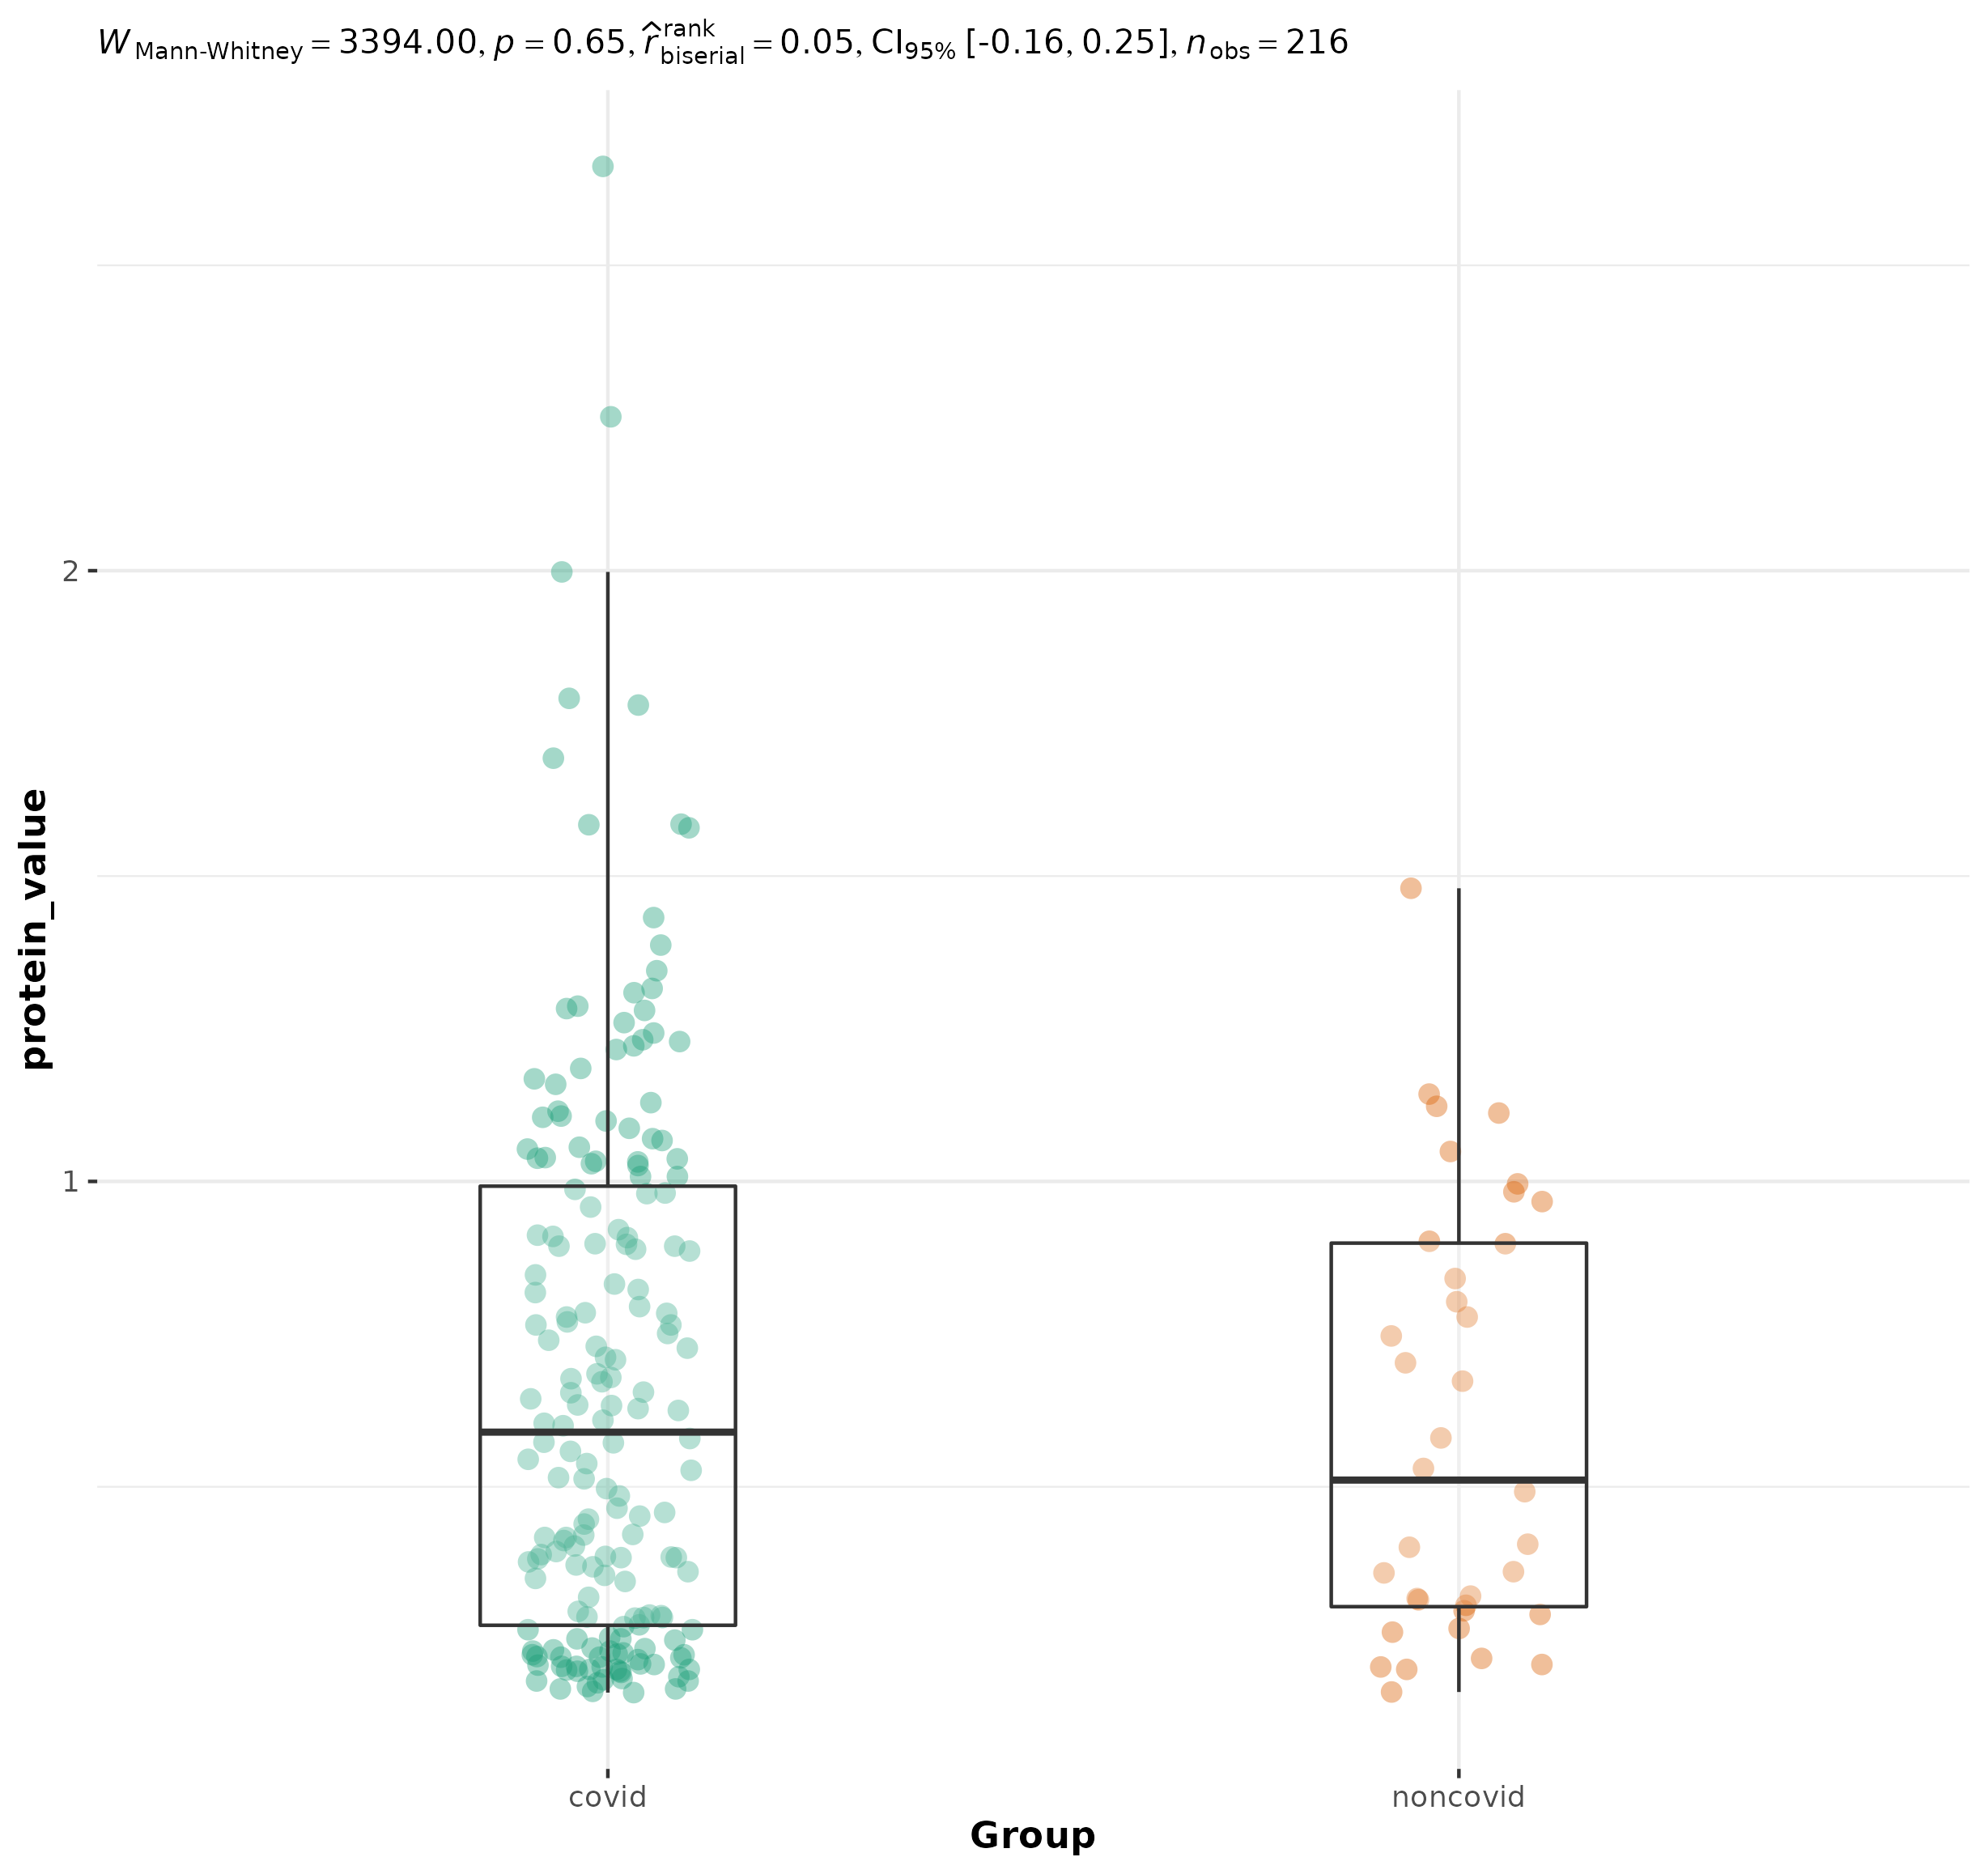 W Mann-Whitney = 3394.00, p = 0.65, r̂ rank biserial = 0.05, CI95% [-0.16, 0.25], nobs = 216
protein_value
2
1
covid noncovid
Group